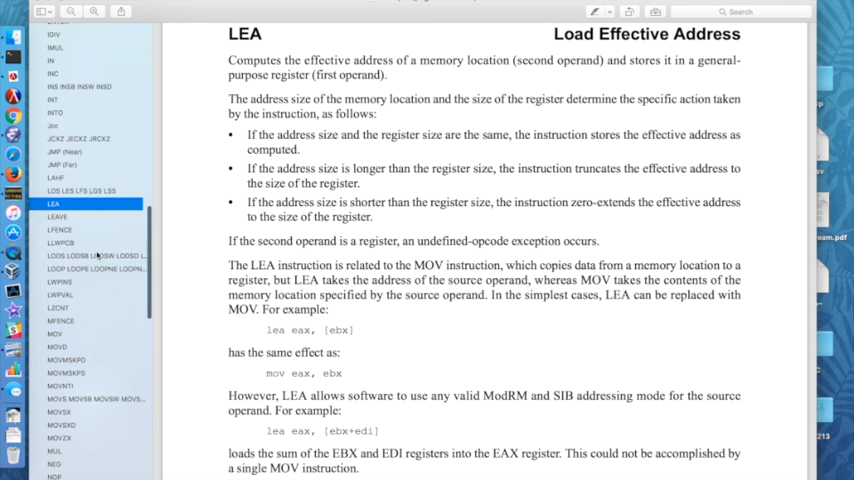 Search
IDIV
IMUL
IN
INC
INS INSB INSW INSD
INT
INTO
Jcc
JCXZ JECXZ JRCXZ
JMP (Near)
JMP (Far)
LAHF
LDS LES LFS LGS LSS
LEA
LEAVE
LFENCE
LLWPCB
LODS LODSB LODSW LODSD L...
LOOP LOOPE LOOPNE LOOPN...
LWPINS
LWPVAL
LZCNT
MFENCE
MOV
MOVD
MOVMSKPD
MOVMSKPS
MOVNTI
MOVS MOVSB MOVSW MOVS...
MOVSX
MOVSXD
MOVZX
MUL
NEG
NOP
LEA Load Effective Address
Computes the effective address of a memory location (second operand) and stores it in a general-
purpose register (first operand).
The address size of the memory location and the size of the register determine the specific action taken
by the instruction, as follows:
• If the address size and the register size are the same, the instruction stores the effective address as
computed.
• If the address size is longer than the register size, the instruction truncates the effective address to
the size of the register.
• If the address size is shorter than the register size, the instruction zero-extends the effective address
to the size of the register.
If the second operand is a register, an undefined-opcode exception occurs.
The LEA instruction is related to the MOV instruction, which copies data from a memory location to a
register, but LEA takes the address of the source operand, whereas MOV takes the contents of the
memory location specified by the source operand. In the simplest cases, LEA can be replaced with
MOV. For example:
lea eax, [ebx]
has the same effect as:
mov eax, ebx
However, LEA allows software to use any valid ModRM and SIB addressing mode for the source
operand. For example:
lea eax, [ebx+edi]
loads the sum of the EBX and EDI registers into the EAX register. This could not be accomplished by
a single MOV instruction.
eam.pdf
213